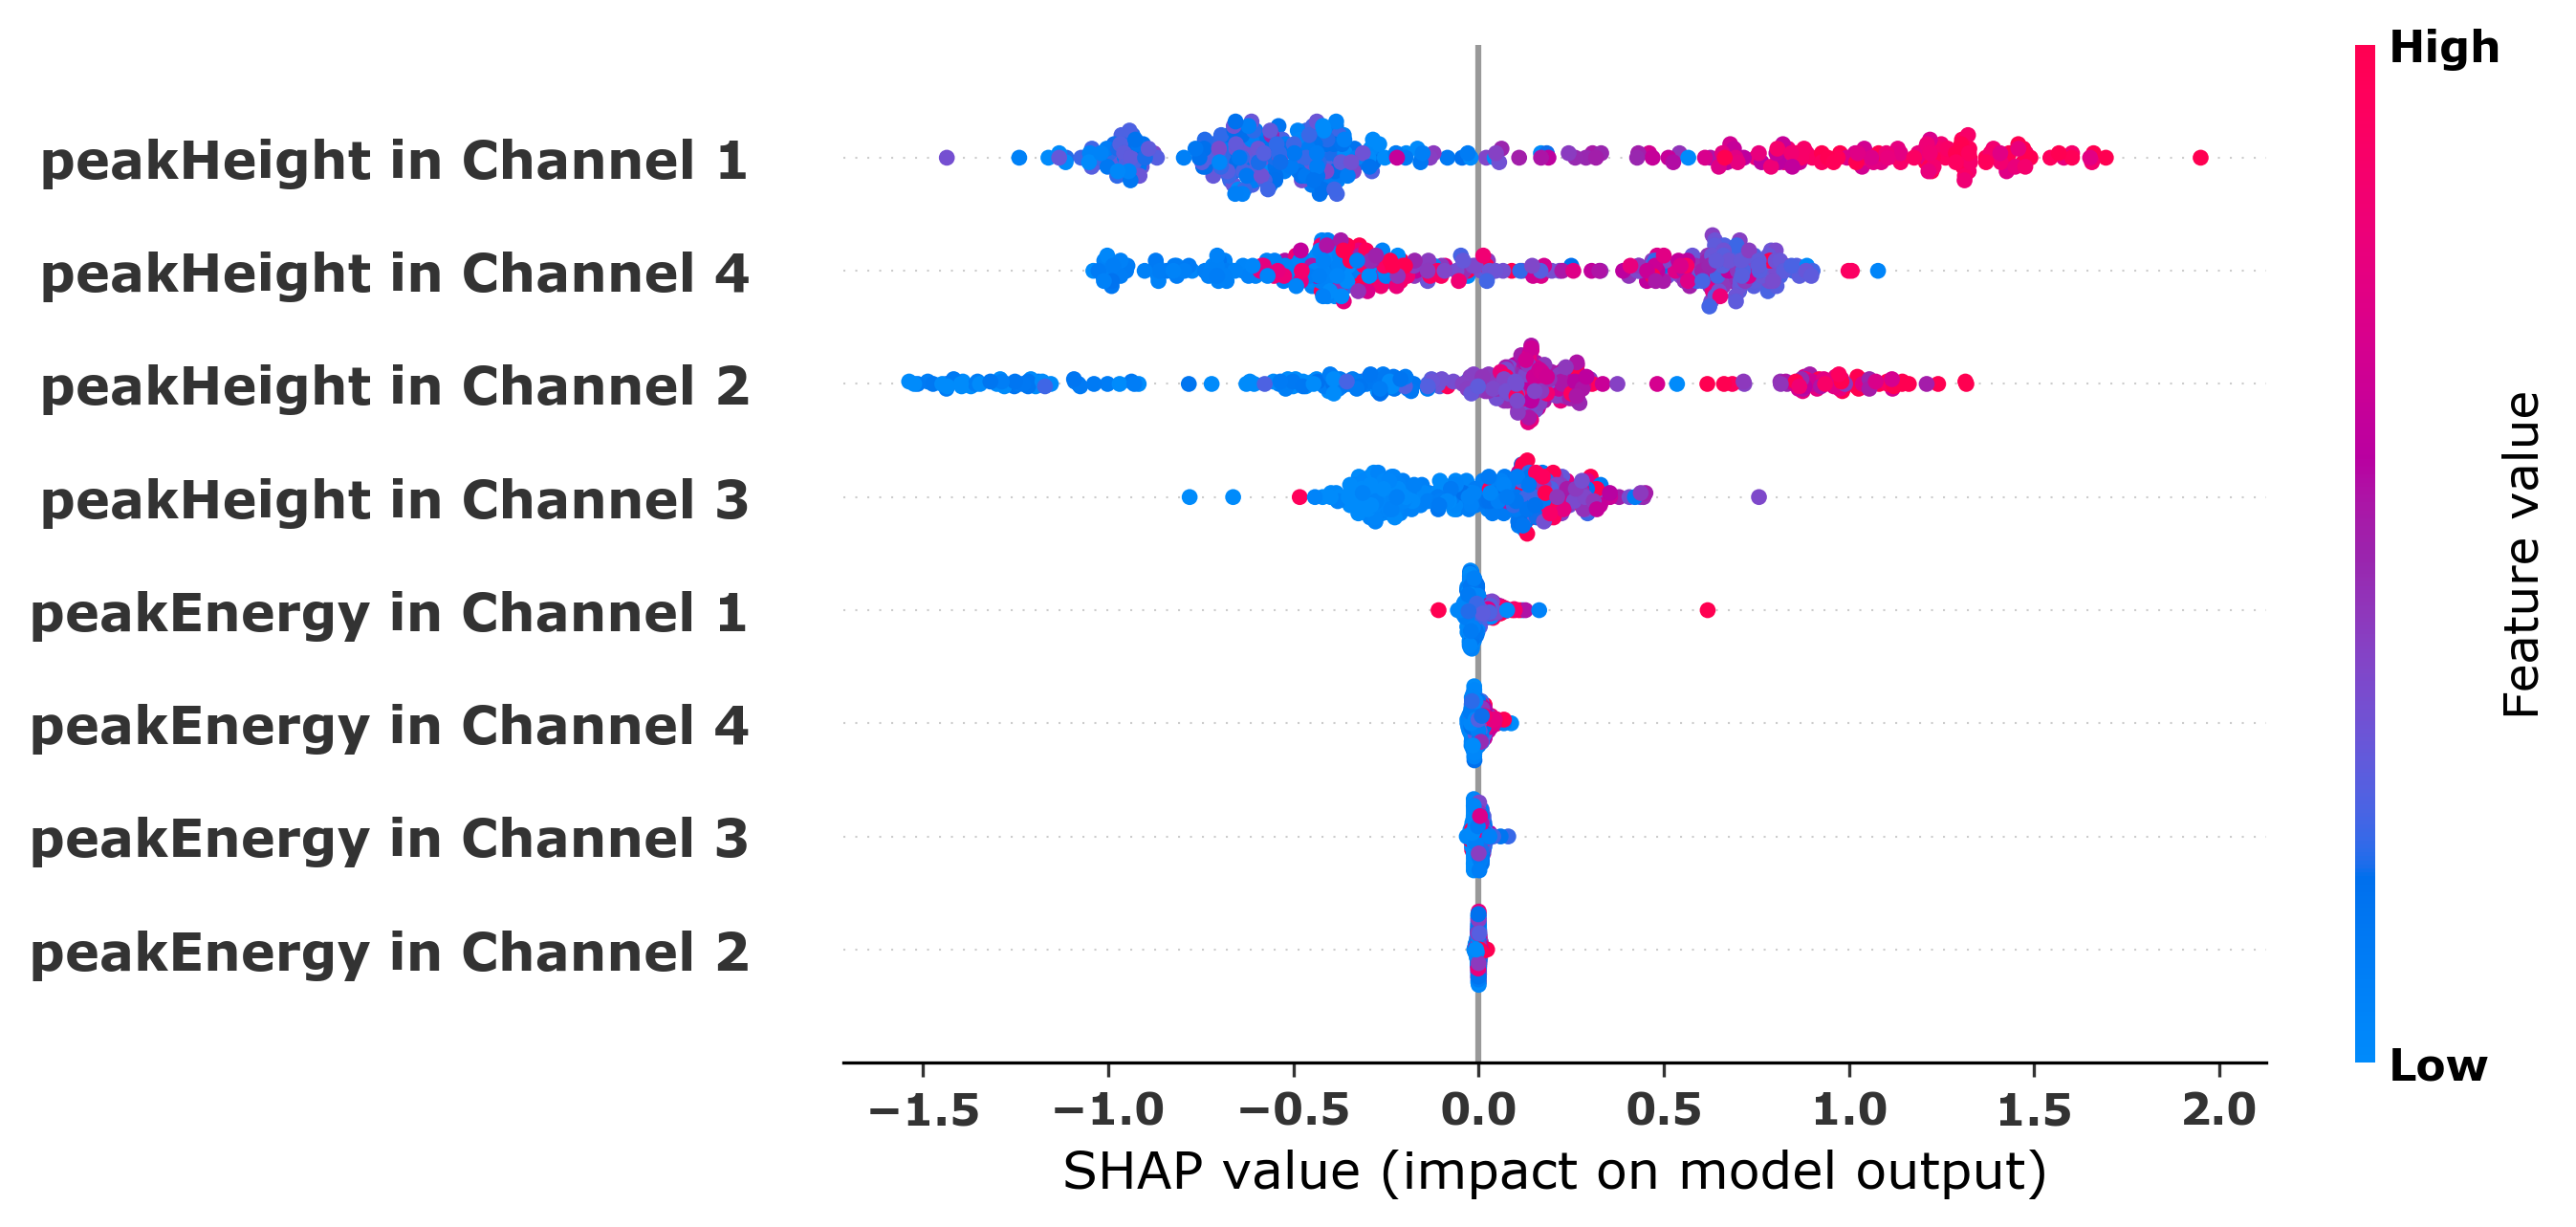 High
peakHeight in Channel 1
peakHeight in Channel 4
peakHeight in Channel 2
peakHeight in Channel 3
peakEnergy in Channel 1
peakEnergy in Channel 4
peakEnergy in Channel 3
peakEnergy in Channel 2
Feature value
Low
−1.5 −1.0 −0.5 0.0 0.5 1.0 1.5 2.0
SHAP value (impact on model output)